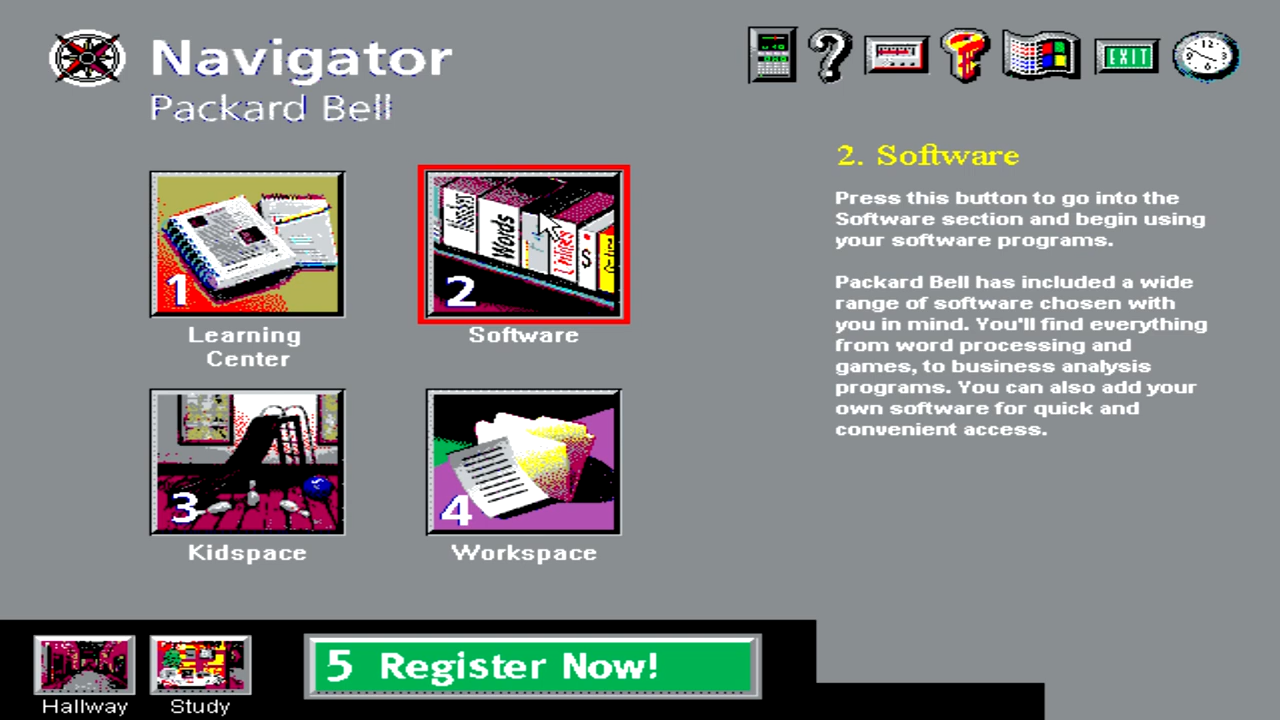 Navigator
Packard Bell
EXIT
12
2. Software
Press this button to go into the
Software section and begin using
your software programs.
Packard Bell has included a wide
range of software chosen with
you in mind. You'll find everything
from word processing and
games, to business analysis
programs. You can also add your
own software for quick and
convenient access.
1
Learning
Center
Words
$
2
Software
3
Kidspace
4
Workspace
5 Register Now!
Hallway
Study